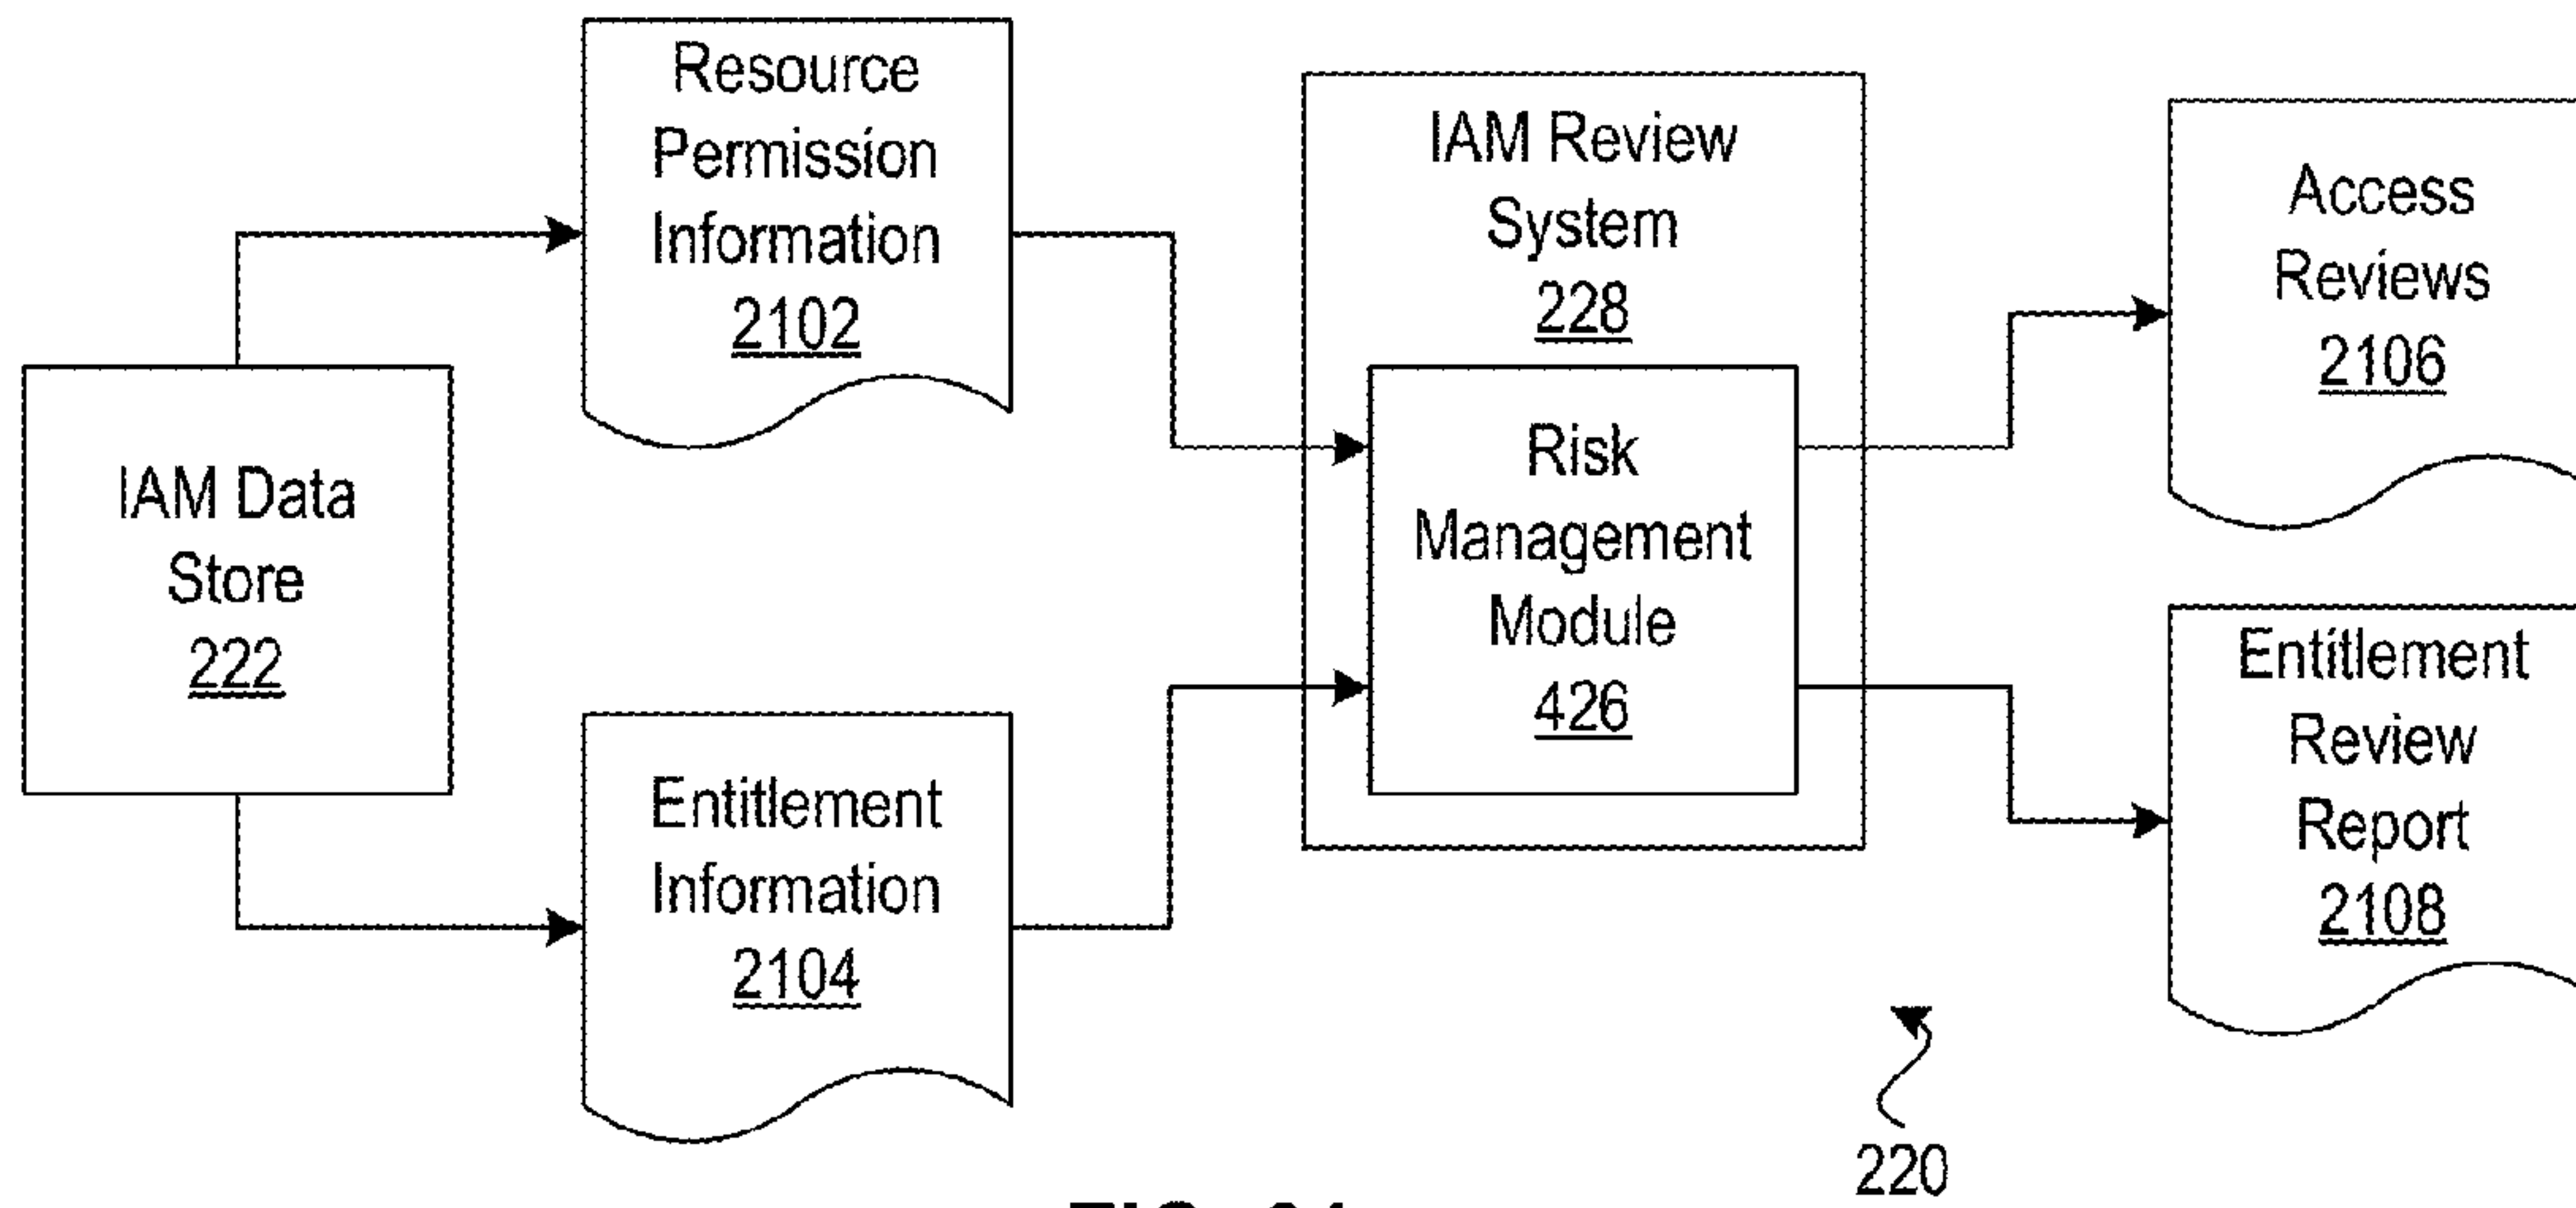 Resource
Permission
Information
2102
IAM Data
Store
222
Entitlement
Information
2104
IAM Review
System
228
Risk
Management
Module
426
Access
Reviews
2106
Entitlement
Review
Report
2108
220